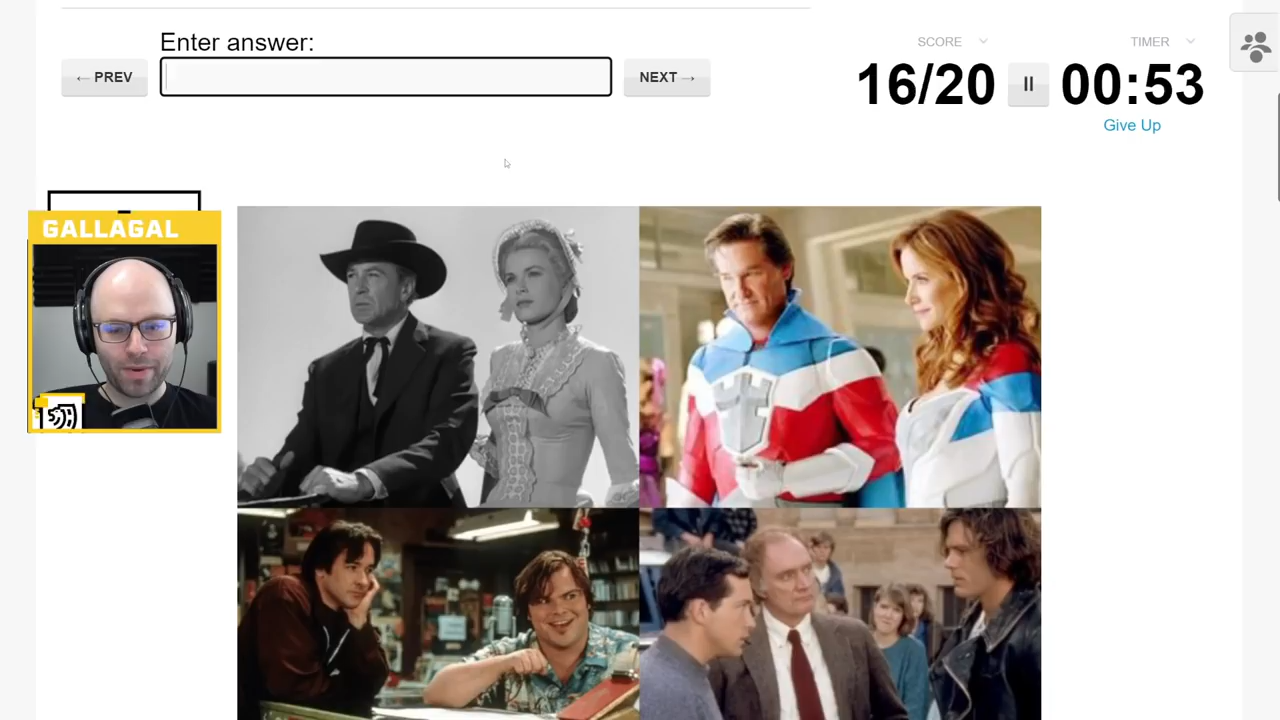 Enter answer:
← PREV
NEXT →
SCORE
TIMER
16/20
00:53
Give Up
GALLAGAL